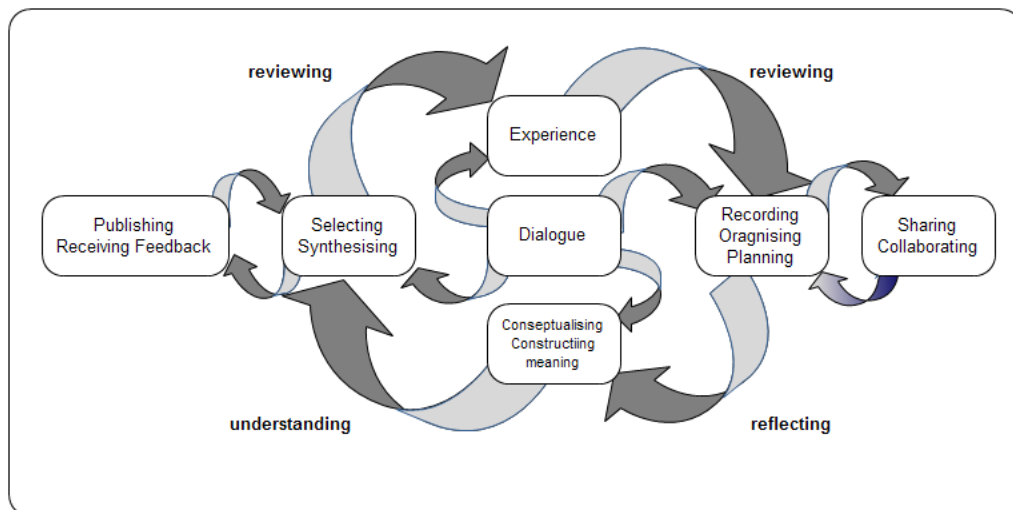 reviewing
reviewing
Experience
Publishing
Receiving Feedback
Selecting
Synthesising
Dialogue
Recording
Oragnising
Planning
Sharing
Collaborating
Conseptualising
Constructiing
meaning
understanding
reflecting